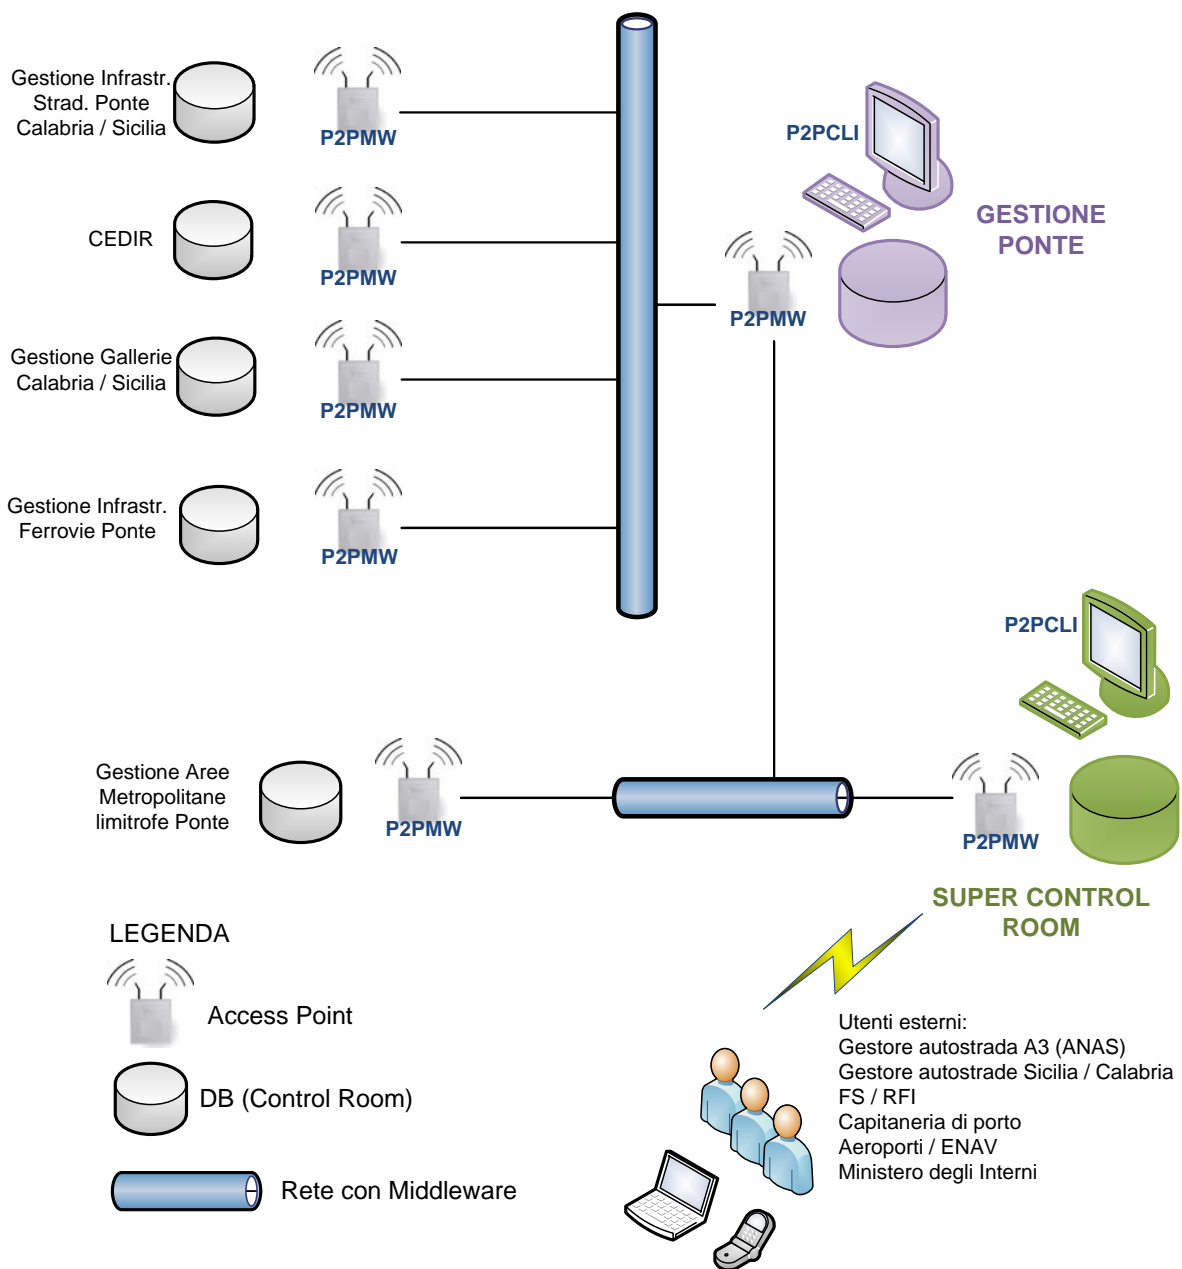 Gestione Infrastr.
Strad. Ponte
Calabria / Sicilia
P2PMW
P2PCLI
GESTIONE
PONTE
CEDIR
P2PMW
P2PMW
Gestione Gallerie
Calabria / Sicilia
P2PMW
Gestione Infrastr.
Ferrovie Ponte
P2PMW
P2PCLI
Gestione Aree
Metropolitane
limitrofe Ponte
P2PMW
P2PMW
SUPER CONTROL
ROOM
LEGENDA
Access Point
DB (Control Room)
Rete con Middleware
Utenti esterni:
Gestore autostrada A3 (ANAS)
Gestore autostrade Sicilia / Calabria
FS / RFI
Capitaneria di porto
Aeroporti / ENAV
Ministero degli Interni